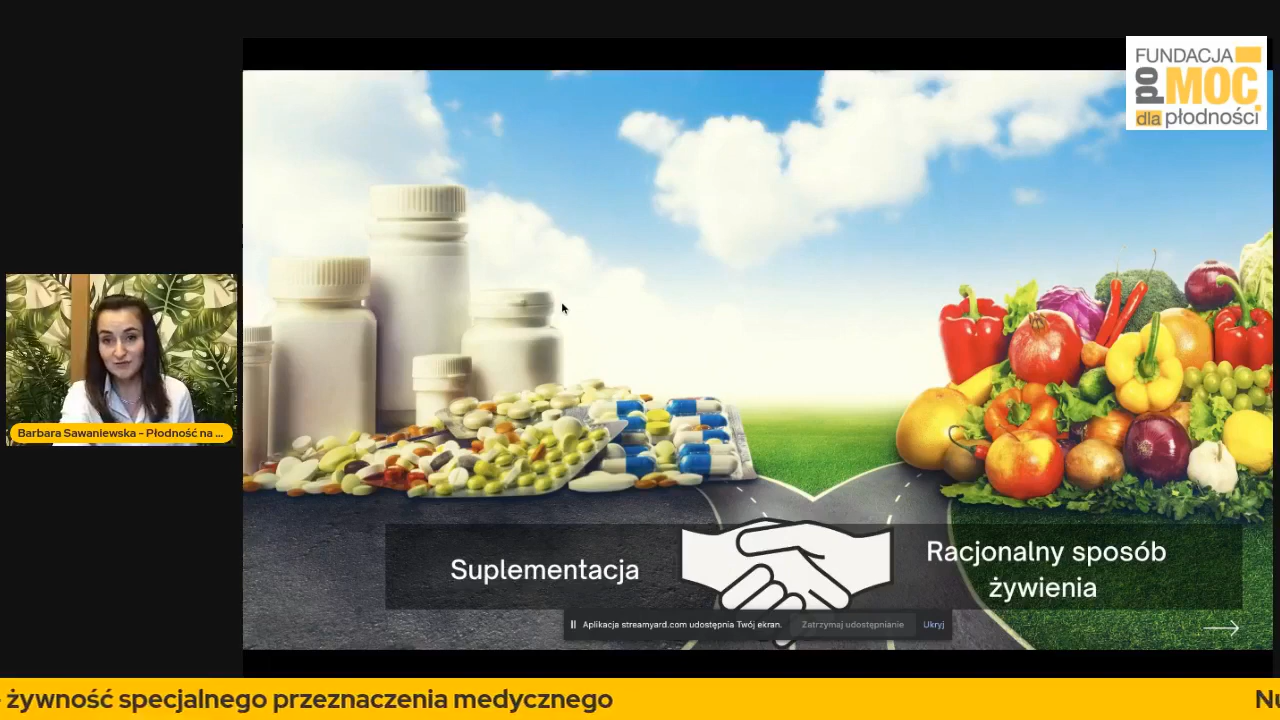 FUNDACJA
po MOC
dla płodności
Barbara Sawaniewska - Płodność na ...
Suplementacja
Racjonalny sposób
żywienia
Aplikacja streamyard.com udostępnia Twój ekran.
Zatrzymaj udostępnianie
Ukryj
żywność specjalnego przeznaczenia medycznego